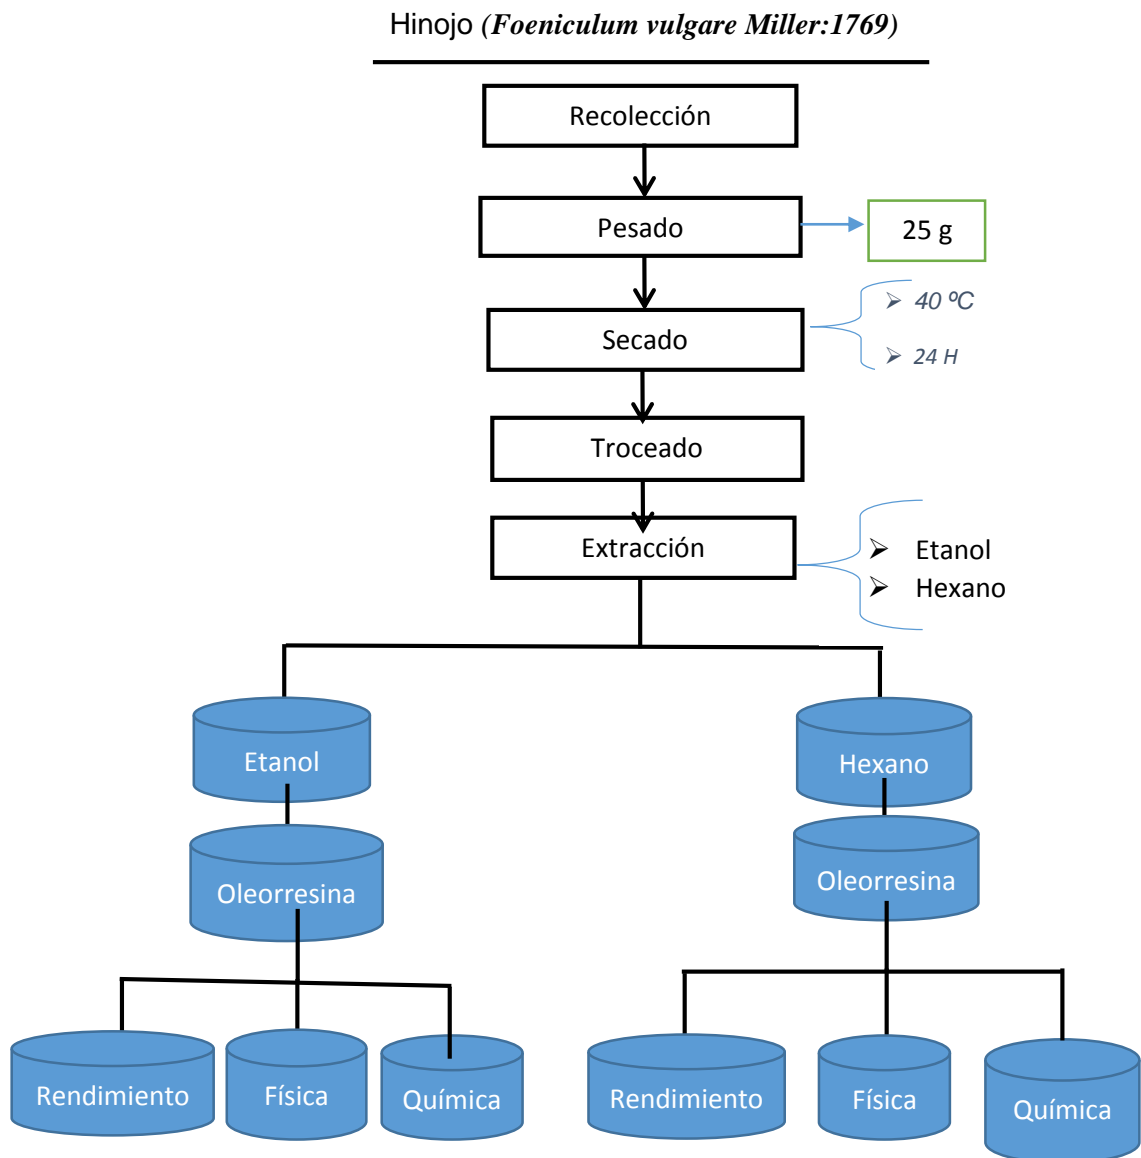 Hinojo (Foeniculum vulgare Miller:1769)
Recolección
Pesado
25 g
Secado
➢ 40 ºC
➢ 24 H
Troceado
Extracción
➢ Etanol
➢ Hexano
Etanol
Hexano
Oleorresina
Oleorresina
Rendimiento
Física
Química
Rendimiento
Física
Química